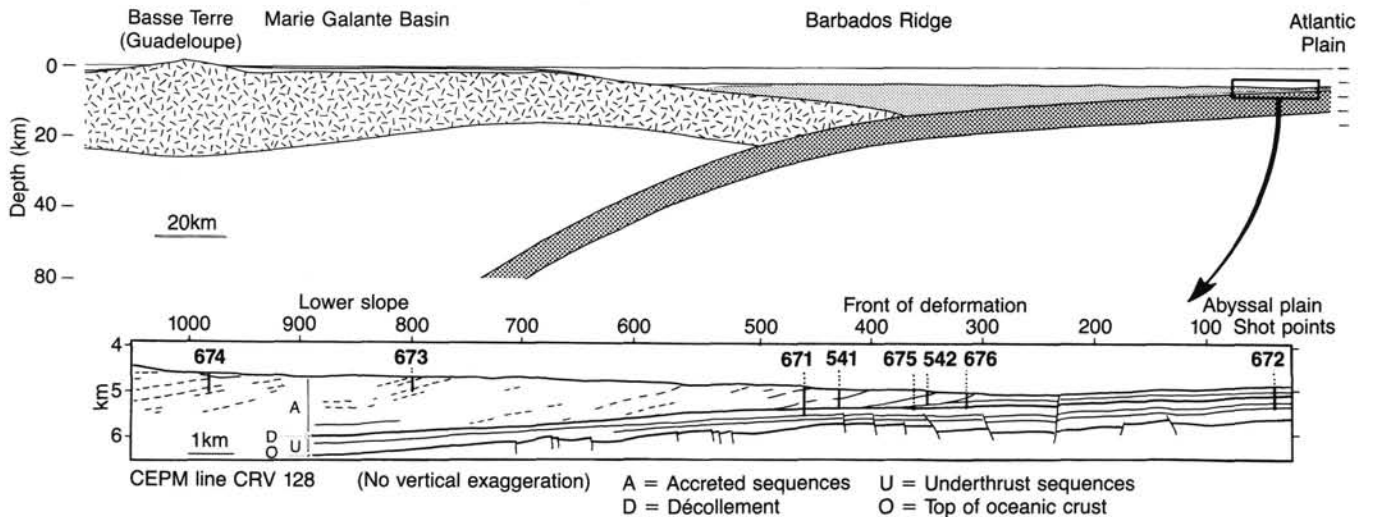 Basse Terre Marie Galante Basin Barbados Ridge Atlantic
(Guadeloupe) Plain
0
20
40
80
Depth (km)
20km
Lower slope Front of deformation Abyssal plain
1000 900 800 700 600 500 400 300 200 100 Shot points
4
5
6
km
674 673 671 541 675 542 676 672
A
D U
O
1km
CEPM line CRV 128 (No vertical exaggeration) A = Accreted sequences U = Underthrust sequences
D = Décollement O = Top of oceanic crust